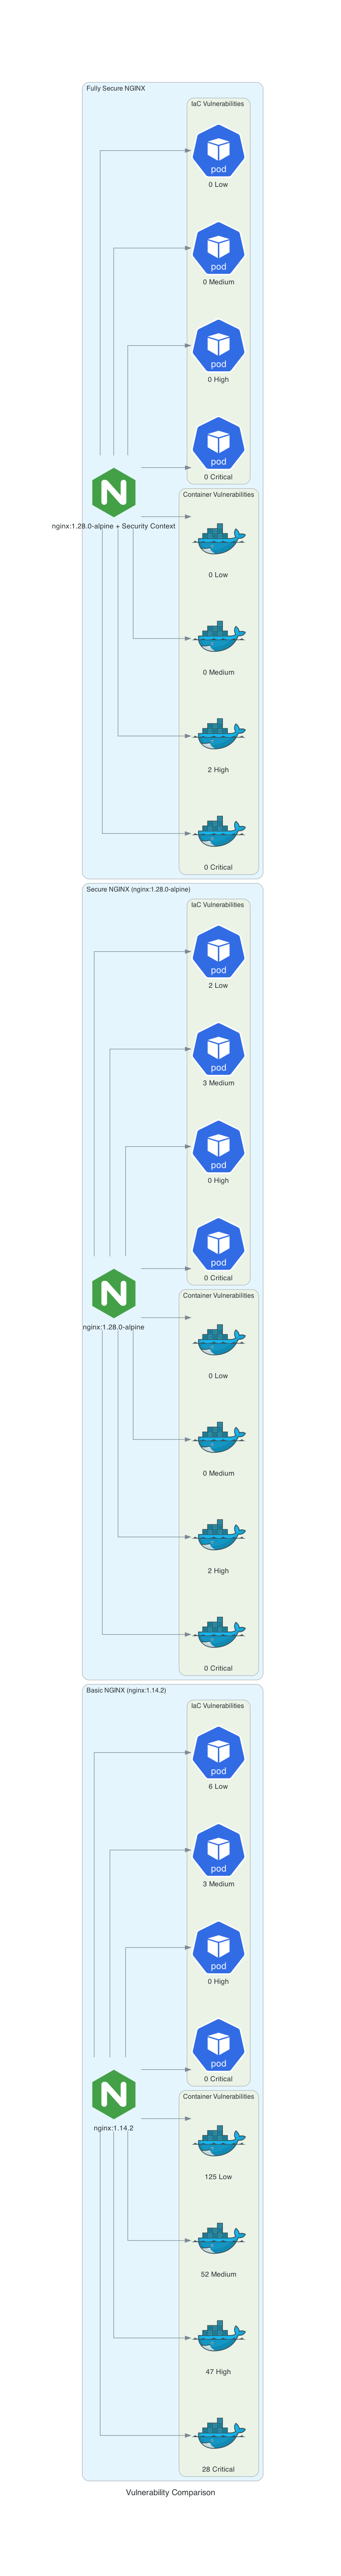 Fully Secure NGINX
IaC Vulnerabilities
pod
0 Low
pod
0 Medium
pod
0 High
pod
0 Critical
N
nginx:1.28.0-alpine + Security Context
Container Vulnerabilities
0 Low
0 Medium
2 High
0 Critical
Secure NGINX (nginx:1.28.0-alpine)
IaC Vulnerabilities
pod
2 Low
pod
3 Medium
pod
0 High
pod
0 Critical
N
nginx:1.28.0-alpine
Container Vulnerabilities
0 Low
0 Medium
2 High
0 Critical
Basic NGINX (nginx:1.14.2)
IaC Vulnerabilities
pod
6 Low
pod
3 Medium
pod
0 High
pod
0 Critical
N
nginx:1.14.2
Container Vulnerabilities
125 Low
52 Medium
47 High
28 Critical
Vulnerability Comparison